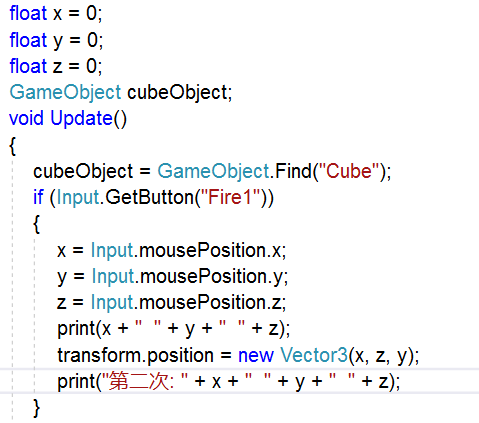 float x = 0;
float y = 0;
float z = 0;
GameObject cubeObject;
void Update()
{
cubeObject = GameObject.Find("Cube");
if (Input.GetButton("Fire1"))
{
x = Input.mousePosition.x;
y = Input.mousePosition.y;
z = Input.mousePosition.z;
print(x + "  " + y + "  " + z);
transform.position = new Vector3(x, z, y);
print("第二次: " + x + "  " + y + "  " + z);
}